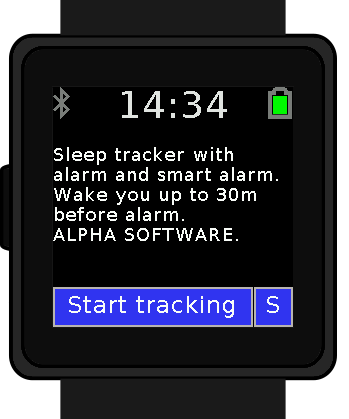 14:34
Sleep tracker with
alarm and smart alarm.
Wake you up to 30m
before alarm.
ALPHA SOFTWARE.
Start tracking S